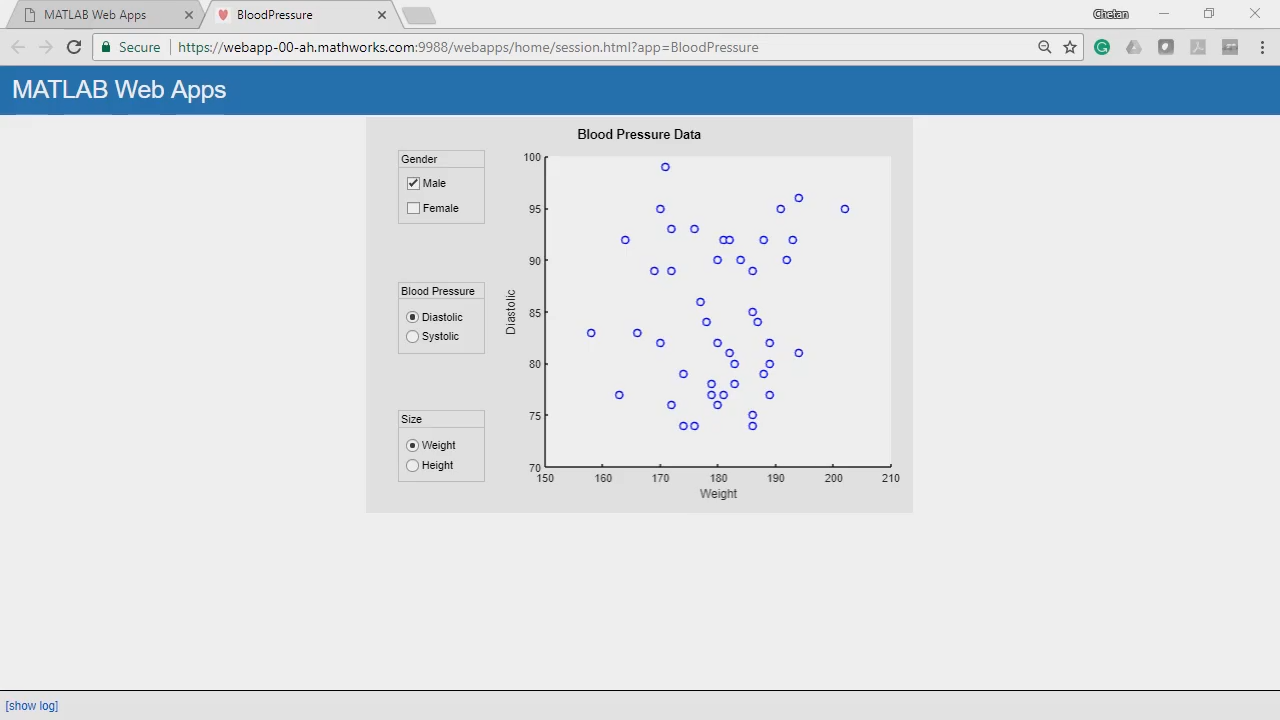 MATLAB Web Apps
BloodPressure
Chetan
Secure
https://webapp-00-ah.mathworks.com:9988/webapps/home/session.html?app=BloodPressure
MATLAB Web Apps
Blood Pressure Data
Gender
Male
Female
Blood Pressure
Diastolic
Systolic
Size
Weight
Height
100
95
90
85
80
75
70
Diastolic
150 160 170 180 190 200 210
Weight
[show log]